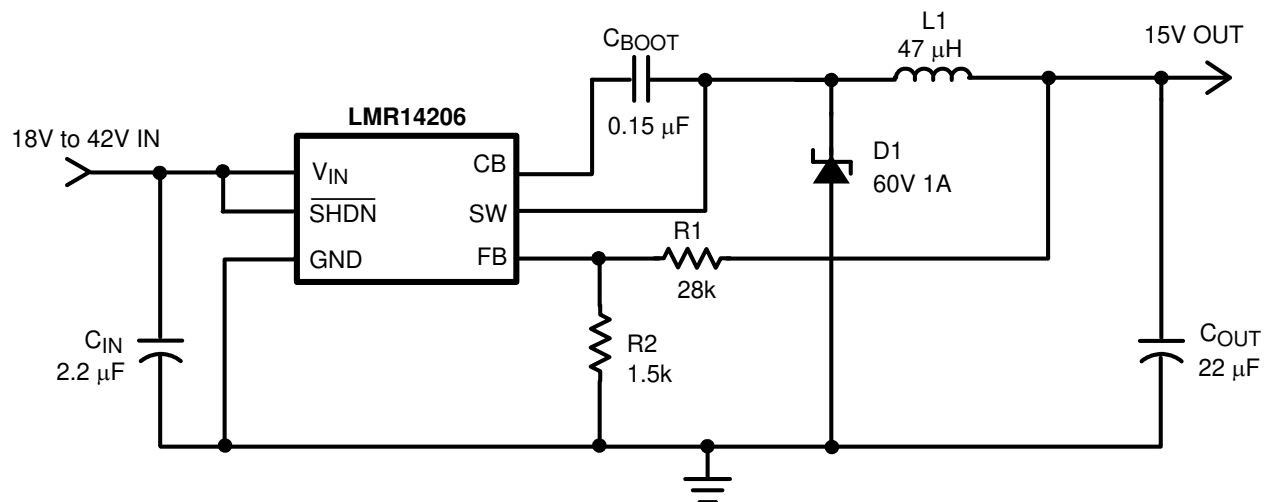 L1
47 μH
15V OUT
CBOOT
0.15 μF
LMR14206
18V to 42V IN
VIN
CB
SHDN
SW
GND
FB
D1
60V 1A
R1
28k
R2
1.5k
CIN
2.2 μF
COUT
22 μF